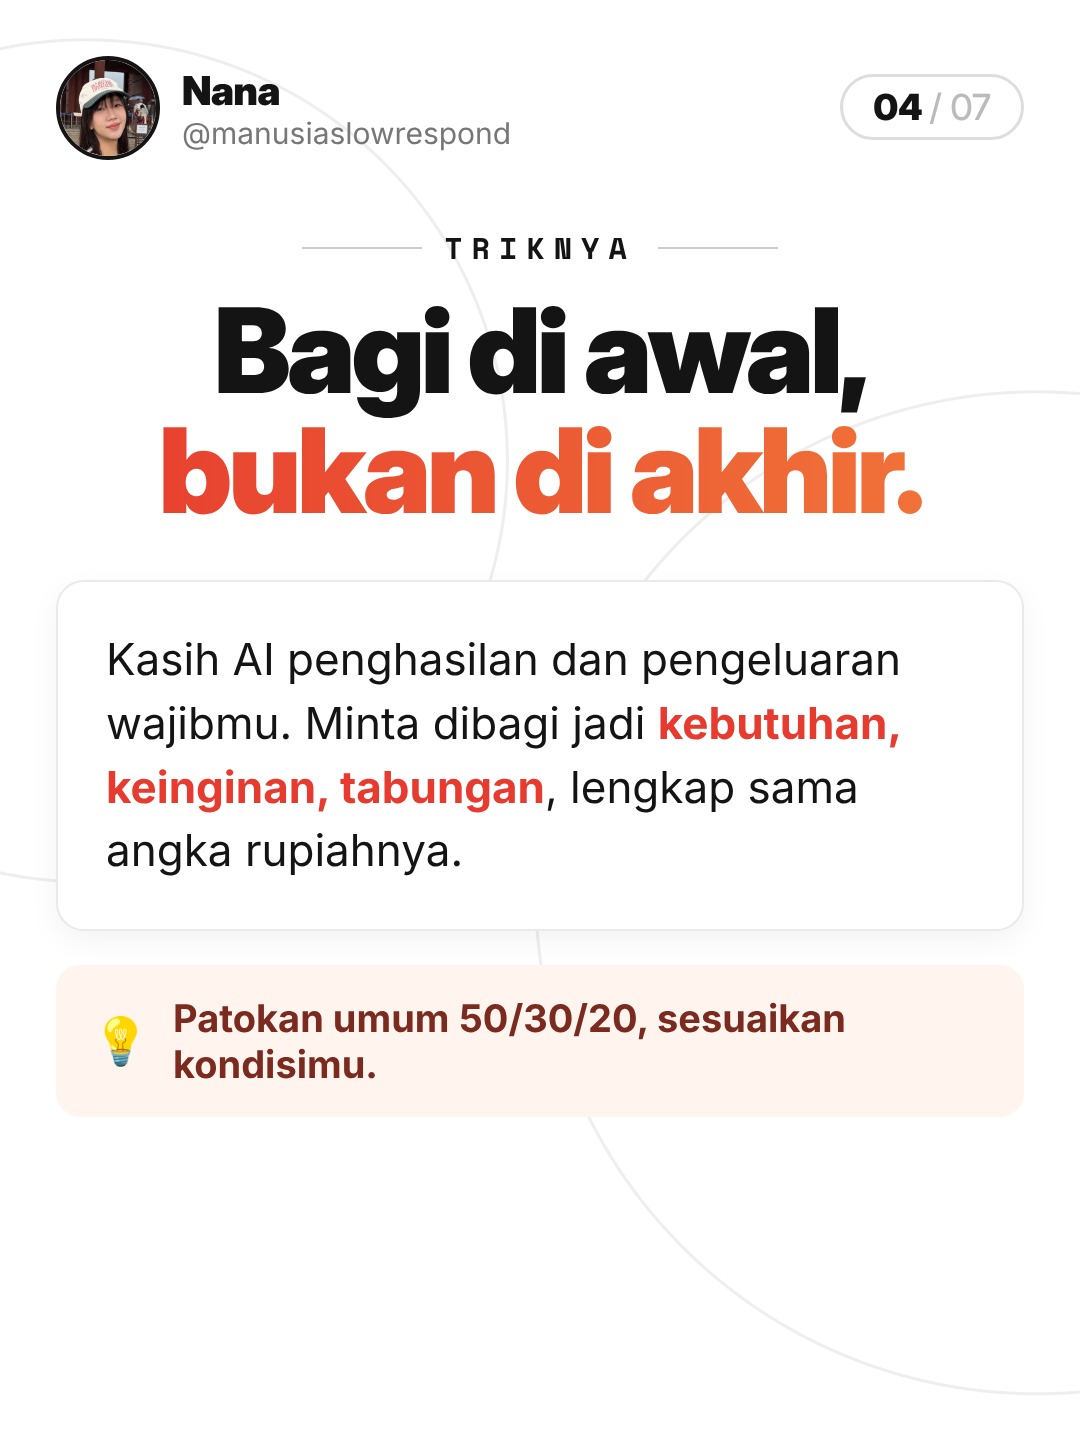 Nana
@manusiaslowrespond
04 / 07
TRIKNYA
Bagi di awal,
bukan di akhir.
Kasih AI penghasilan dan pengeluaran
wajibmu. Minta dibagi jadi kebutuhan,
keinginan, tabungan, lengkap sama
angka rupiahnya.
Patokan umum 50/30/20, sesuaikan
kondisimu.